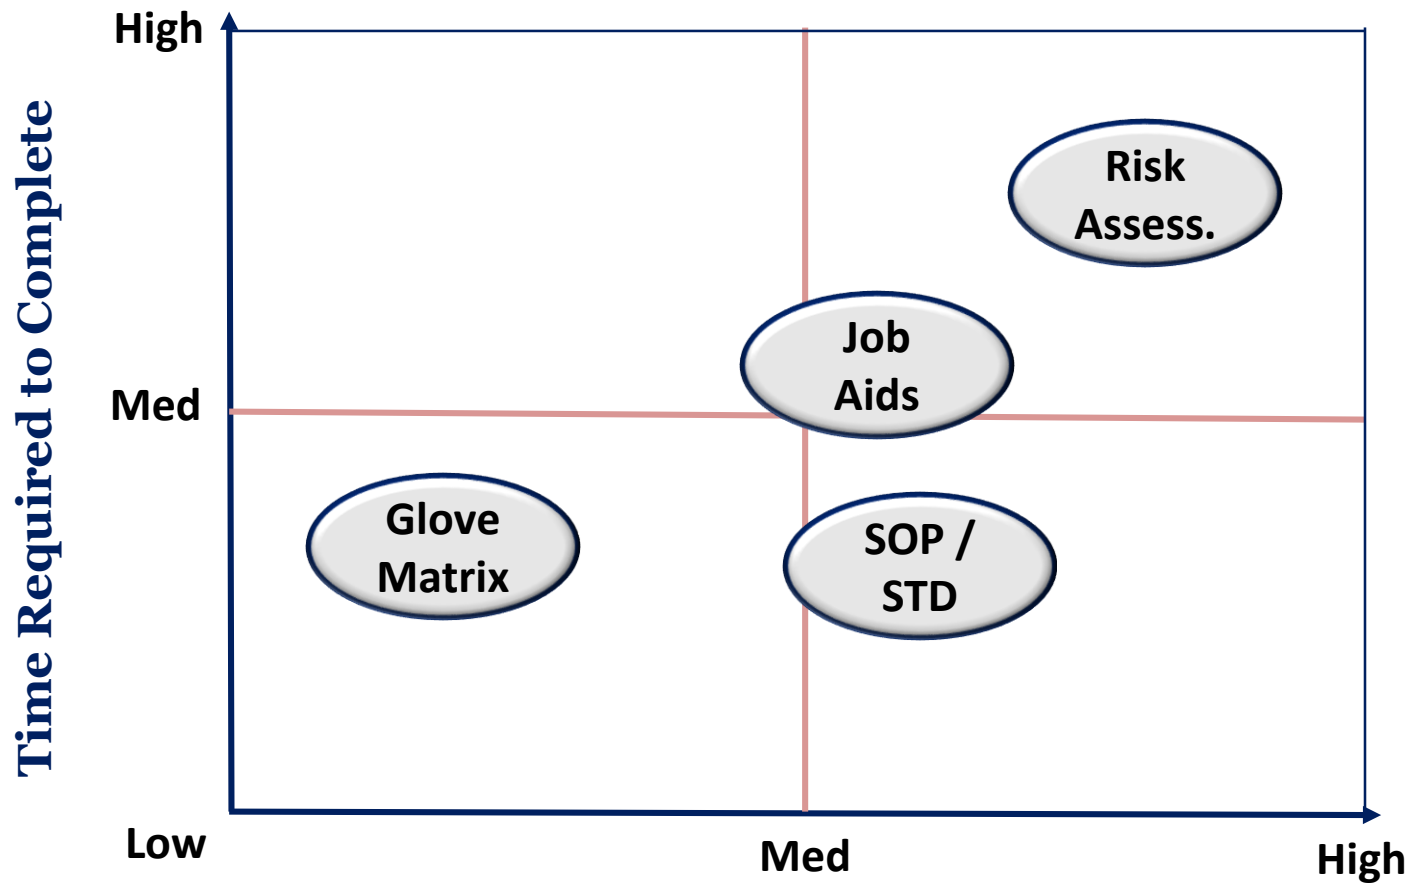 High
Time Required to Complete
Risk
Assess.
Job
Aids
Med
Glove
Matrix
SOP /
STD
Low
Med
High